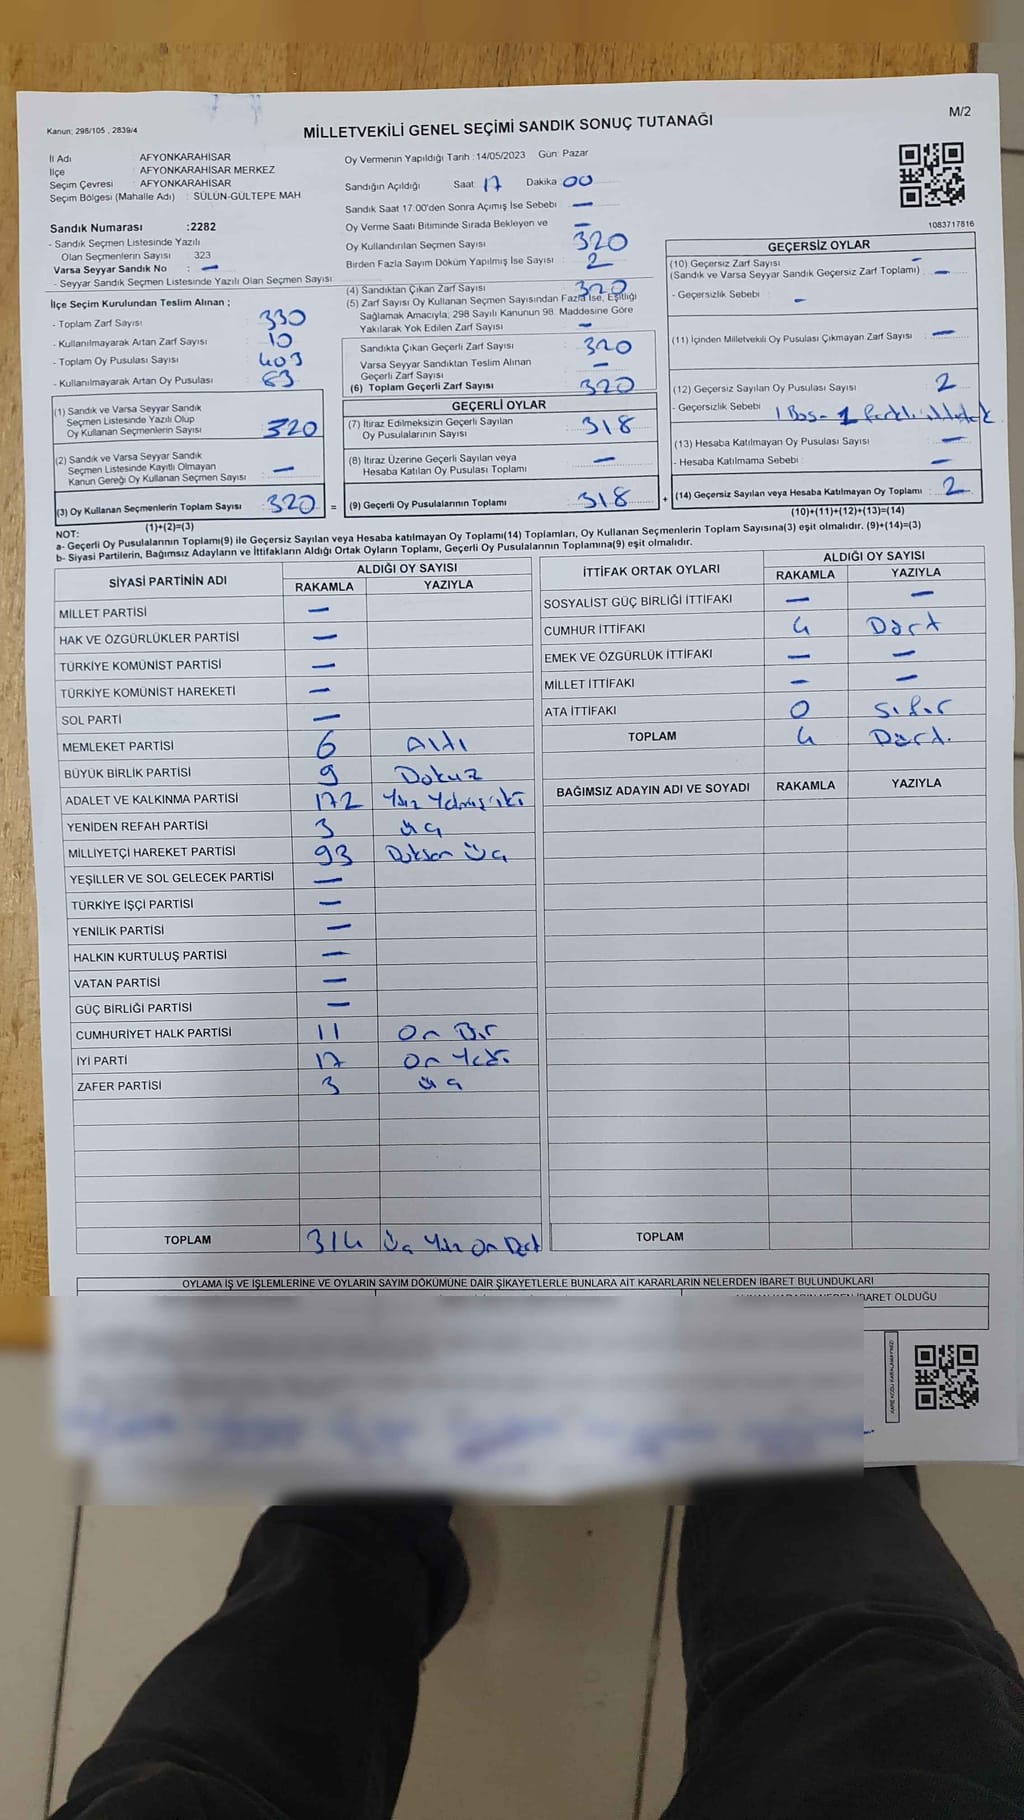 Kanun; 298/105 , 2839/4
MİLLETVEKİLİ GENEL SEÇİMİ SANDIK SONUÇ TUTANAĞI
M/2
İl Adı : AFYONKARAHİSAR
İlçe : AFYONKARAHİSAR MERKEZ
Seçim Çevresi : AFYONKARAHİSAR
Seçim Bölgesi (Mahalle Adı) : SÜLÜN-GÜLTEPE MAH
Sandık Numarası :2282
- Sandık Seçmen Listesinde Yazılı
Olan Seçmenlerin Sayısı : 323
Varsa Seyyar Sandık No : —
- Seyyar Sandık Seçmen Listesinde Yazılı Olan Seçmen Sayısı
İlçe Seçim Kurulundan Teslim Alınan ;
- Toplam Zarf Sayısı : 330
- Kullanılmayarak Artan Zarf Sayısı : 10
- Toplam Oy Pusulası Sayısı : 403
- Kullanılmayarak Artan Oy Pusulası : 83
(1) Sandık ve Varsa Seyyar Sandık
Seçmen Listesinde Yazılı Olup
Oy Kullanan Seçmenlerin Sayısı : 320
(2) Sandık ve Varsa Seyyar Sandık
Seçmen Listesinde Kayıtlı Olmayan
Kanun Gereği Oy Kullanan Seçmen Sayısı : —
(3) Oy Kullanan Seçmenlerin Toplam Sayısı : 320 =
(1)+(2)=(3)
Oy Vermenin Yapıldığı Tarih : 14/05/2023 Gün: Pazar
Sandığın Açıldığı Saat 17 Dakika 00
Sandık Saat 17.00'den Sonra Açımış İse Sebebi : —
Oy Verme Saati Bitiminde Sırada Bekleyen ve
Oy Kullandırılan Seçmen Sayısı : — 320
Birden Fazla Sayım Döküm Yapılmış İse Sayısı : 2
(4) Sandıktan Çıkan Zarf Sayısı : 320
(5) Zarf Sayısı Oy Kullanan Seçmen Sayısından Fazla İse, Eşitliği
Sağlamak Amacıyla; 298 Sayılı Kanunun 98. Maddesine Göre
Yakılarak Yok Edilen Zarf Sayısı : —
Sandıkta Çıkan Geçerli Zarf Sayısı : 320
Varsa Seyyar Sandıktan Teslim Alınan
Geçerli Zarf Sayısı : —
(6) Toplam Geçerli Zarf Sayısı : 320
GEÇERLİ OYLAR
(7) İtiraz Edilmeksizin Geçerli Sayılan
Oy Pusulalarının Sayısı : 318
(8) İtiraz Üzerine Geçerli Sayılan veya
Hesaba Katılan Oy Pusulası Toplamı : —
(9) Geçerli Oy Pusulalarının Toplamı : 318 +
1083717816
GEÇERSİZ OYLAR
(10) Geçersiz Zarf Sayısı
(Sandık ve Varsa Seyyar Sandık Geçersiz Zarf Toplamı) : —
- Geçersizlik Sebebi : —
(11) İçinden Milletvekili Oy Pusulası Çıkmayan Zarf Sayısı : —
(12) Geçersiz Sayılan Oy Pusulası Sayısı : 2
- Geçersizlik Sebebi : 1 Boş - 1 farklı ittifak
(13) Hesaba Katılmayan Oy Pusulası Sayısı : —
- Hesaba Katılmama Sebebi : —
(14) Geçersiz Sayılan veya Hesaba Katılmayan Oy Toplamı : 2
(10)+(11)+(12)+(13)=(14)
NOT:
a- Geçerli Oy Pusulalarının Toplamı(9) ile Geçersiz Sayılan veya Hesaba katılmayan Oy Toplamı(14) Toplamları, Oy Kullanan Seçmenlerin Toplam Sayısına(3) eşit olmalıdır. (9)+(14)=(3)
b- Siyasi Partilerin, Bağımsız Adayların ve İttifakların Aldığı Ortak Oyların Toplamı, Geçerli Oy Pusulalarının Toplamına(9) eşit olmalıdır.
SİYASİ PARTİNİN ADI ALDIĞI OY SAYISI
RAKAMLA YAZIYLA
MİLLET PARTİSİ —
HAK VE ÖZGÜRLÜKLER PARTİSİ —
TÜRKİYE KOMÜNİST PARTİSİ —
TÜRKİYE KOMÜNİST HAREKETİ —
SOL PARTİ —
MEMLEKET PARTİSİ 6 Altı
BÜYÜK BİRLİK PARTİSİ 9 Dokuz
ADALET VE KALKINMA PARTİSİ 172 Yüz Yetmiş iki
YENİDEN REFAH PARTİSİ 3 Üç
MİLLİYETÇİ HAREKET PARTİSİ 93 Doksan Üç
YEŞİLLER VE SOL GELECEK PARTİSİ —
TÜRKİYE İŞÇİ PARTİSİ —
YENİLİK PARTİSİ —
HALKIN KURTULUŞ PARTİSİ —
VATAN PARTİSİ —
GÜÇ BİRLİĞİ PARTİSİ —
CUMHURİYET HALK PARTİSİ 11 On Bir
İYİ PARTİ 17 On Yedi
ZAFER PARTİSİ 3 Üç
TOPLAM 314 Üç Yüz On Dört
İTTİFAK ORTAK OYLARI ALDIĞI OY SAYISI
RAKAMLA YAZIYLA
SOSYALİST GÜÇ BİRLİĞİ İTTİFAKI — —
CUMHUR İTTİFAKI 4 Dört
EMEK VE ÖZGÜRLÜK İTTİFAKI — —
MİLLET İTTİFAKI — —
ATA İTTİFAKI 0 Sıfır
TOPLAM 4 Dört.
BAĞIMSIZ ADAYIN ADI VE SOYADI RAKAMLA YAZIYLA
TOPLAM
OYLAMA İŞ VE İŞLEMLERİNE VE OYLARIN SAYIM DÖKÜMÜNE DAİR ŞİKAYETLERLE BUNLARA AİT KARARLARIN NELERDEN İBARET BULUNDUKLARI
İBARET OLDUĞU
KARE KODU KARALAMAYINIZ!